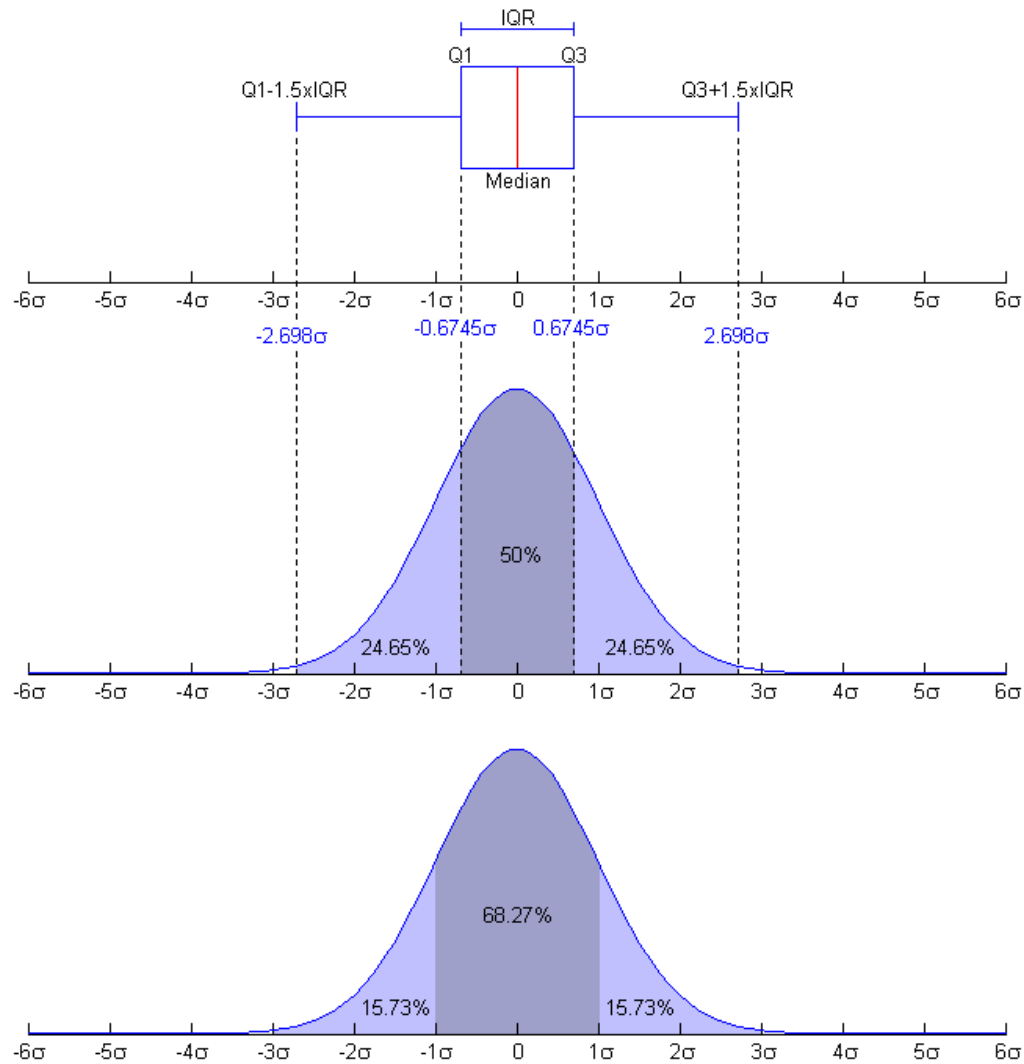 IQR
Q1 Q3
Q1-1.5xIQR Q3+1.5xIQR
Median
-6σ -5σ -4σ -3σ -2σ -1σ 0 1σ 2σ 3σ 4σ 5σ 6σ
-2.698σ -0.6745σ 0.6745σ 2.698σ
50%
24.65% 24.65%
-6σ -5σ -4σ -3σ -2σ -1σ 0 1σ 2σ 3σ 4σ 5σ 6σ
68.27%
15.73% 15.73%
-6σ -5σ -4σ -3σ -2σ -1σ 0 1σ 2σ 3σ 4σ 5σ 6σ